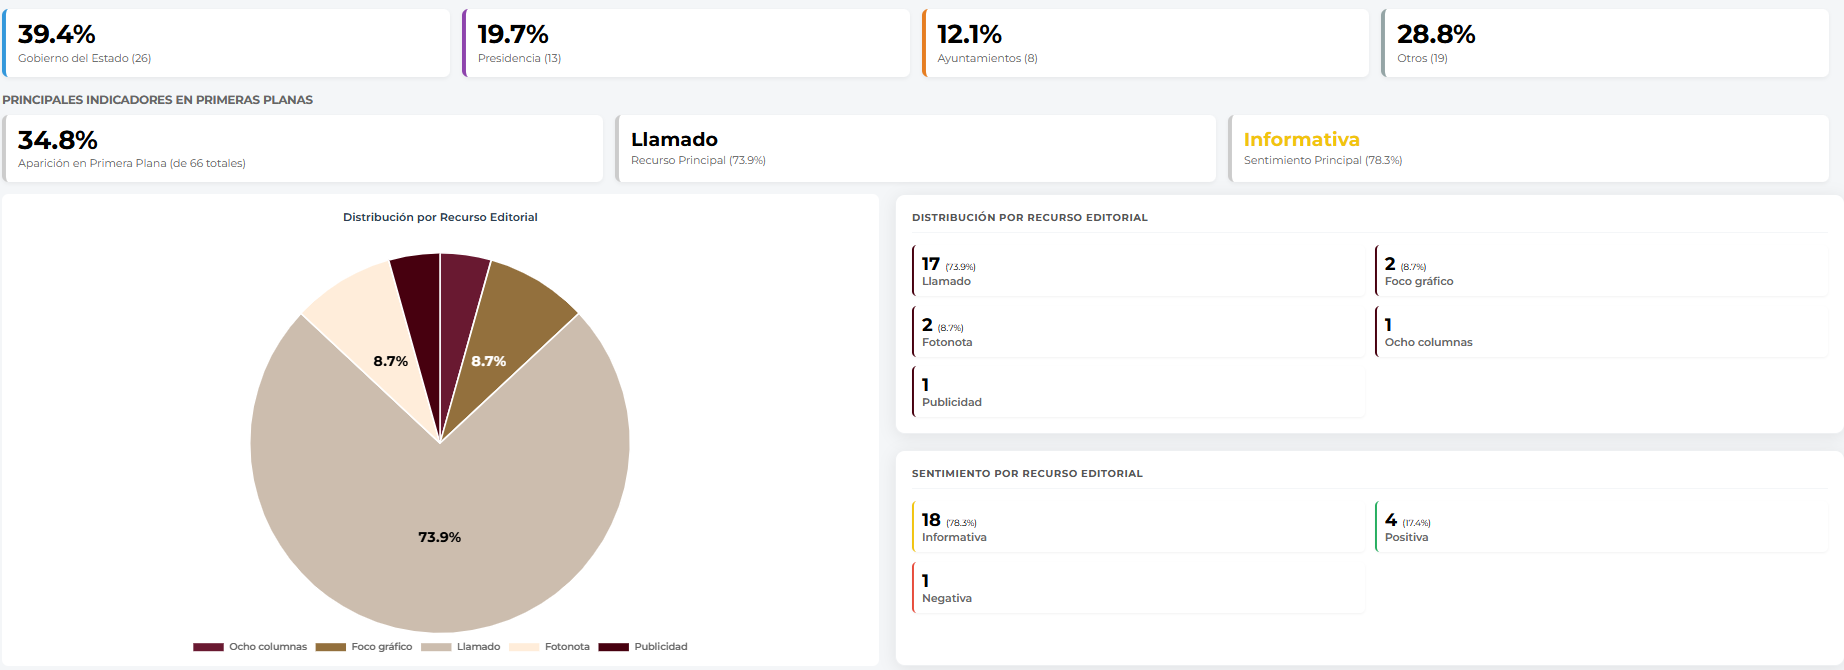 39.4%
Gobierno del Estado (26)
19.7%
Presidencia (13)
12.1%
Ayuntamientos (8)
28.8%
Otros (19)
PRINCIPALES INDICADORES EN PRIMERAS PLANAS
34.8%
Aparición en Primera Plana (de 66 totales)
Llamado
Recurso Principal (73.9%)
Informativa
Sentimiento Principal (78.3%)
Distribución por Recurso Editorial
8.7%
8.7%
73.9%
Ocho columnas
Foco gráfico
Llamado
Fotonota
Publicidad
DISTRIBUCIÓN POR RECURSO EDITORIAL
17 (73.9%)
Llamado
2 (8.7%)
Foco gráfico
2 (8.7%)
Fotonota
1
Ocho columnas
1
Publicidad
SENTIMIENTO POR RECURSO EDITORIAL
18 (78.3%)
Informativa
4 (17.4%)
Positiva
1
Negativa